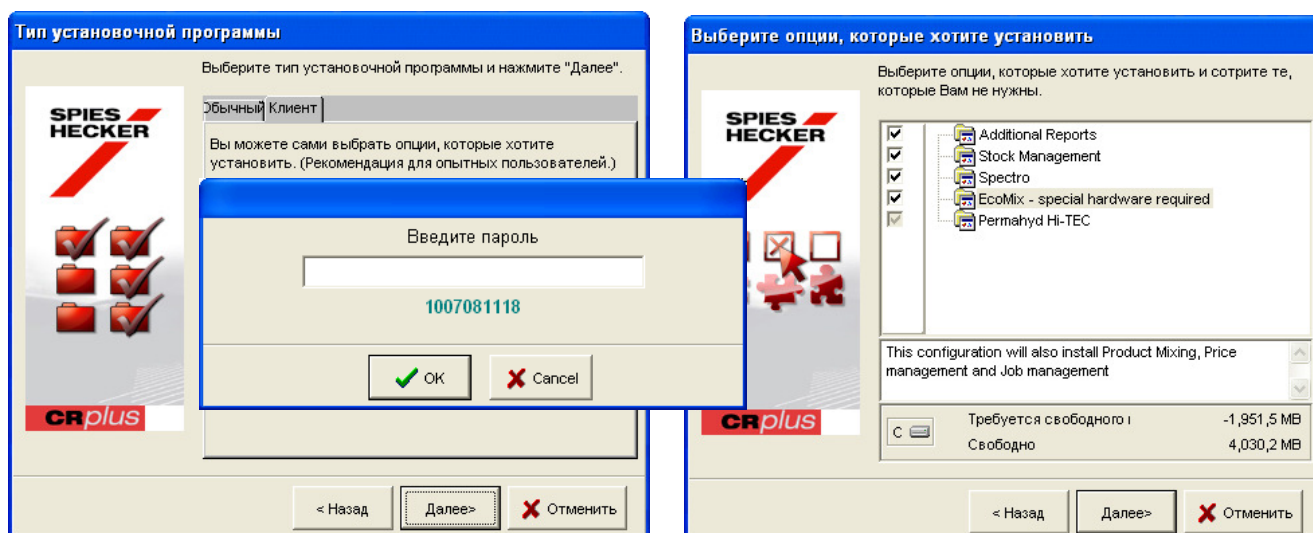 Тип установочной программы
Выберите тип установочной программы и нажмите "Далее".
SPIES
HECKER
Обычный
Клиент
Вы можете сами выбрать опции, которые хотите
установить. (Рекомендация для опытных пользователей.)
Введите пароль
1007081118
OK
Cancel
CRplus
< Назад
Далее>
Отменить
Выберите опции, которые хотите установить
Выберите опции, которые хотите установить и сотрите те,
которые Вам не нужны.
SPIES
HECKER
Additional Reports
Stock Management
Spectro
EcoMix - special hardware required
Permahyd Hi-TEC
This configuration will also install Product Mixing, Price
management and Job management
CRplus
C
Требуется свободного -1,951,5 MB
Свободно 4,030,2 MB
< Назад
Далее>
Отменить